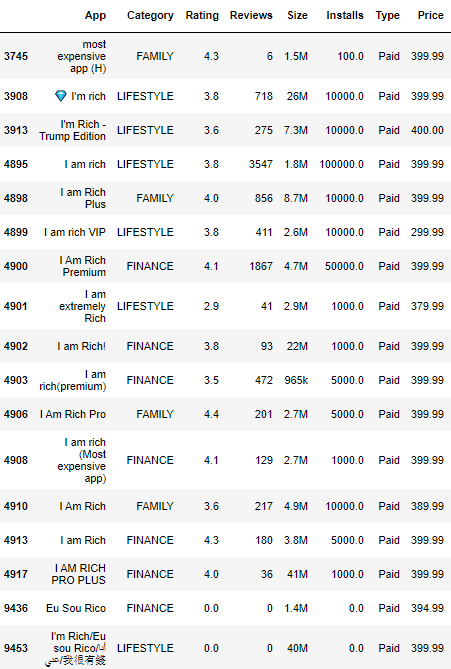 App Category Rating Reviews Size Installs Type Price
3745 most expensive app (H) FAMILY 4.3 6 1.5M 100.0 Paid 399.99
3908 💎 I'm rich LIFESTYLE 3.8 718 26M 10000.0 Paid 399.99
3913 I'm Rich - Trump Edition LIFESTYLE 3.6 275 7.3M 10000.0 Paid 400.00
4895 I am rich LIFESTYLE 3.8 3547 1.8M 100000.0 Paid 399.99
4898 I am Rich Plus FAMILY 4.0 856 8.7M 10000.0 Paid 399.99
4899 I am rich VIP LIFESTYLE 3.8 411 2.6M 10000.0 Paid 299.99
4900 I Am Rich Premium FINANCE 4.1 1867 4.7M 50000.0 Paid 399.99
4901 I am extremely Rich LIFESTYLE 2.9 41 2.9M 1000.0 Paid 379.99
4902 I am Rich! FINANCE 3.8 93 22M 1000.0 Paid 399.99
4903 I am rich(premium) FINANCE 3.5 472 965k 5000.0 Paid 399.99
4906 I Am Rich Pro FAMILY 4.4 201 2.7M 5000.0 Paid 399.99
4908 I am rich (Most expensive app) FINANCE 4.1 129 2.7M 1000.0 Paid 399.99
4910 I Am Rich FAMILY 3.6 217 4.9M 10000.0 Paid 389.99
4913 I am Rich FINANCE 4.3 180 3.8M 5000.0 Paid 399.99
4917 I AM RICH PRO PLUS FINANCE 4.0 36 41M 1000.0 Paid 399.99
9436 Eu Sou Rico FINANCE 0.0 0 1.4M 0.0 Paid 394.99
9453 I'm Rich/Eu sou Rico/أنا غني/我很有錢 LIFESTYLE 0.0 0 40M 0.0 Paid 399.99